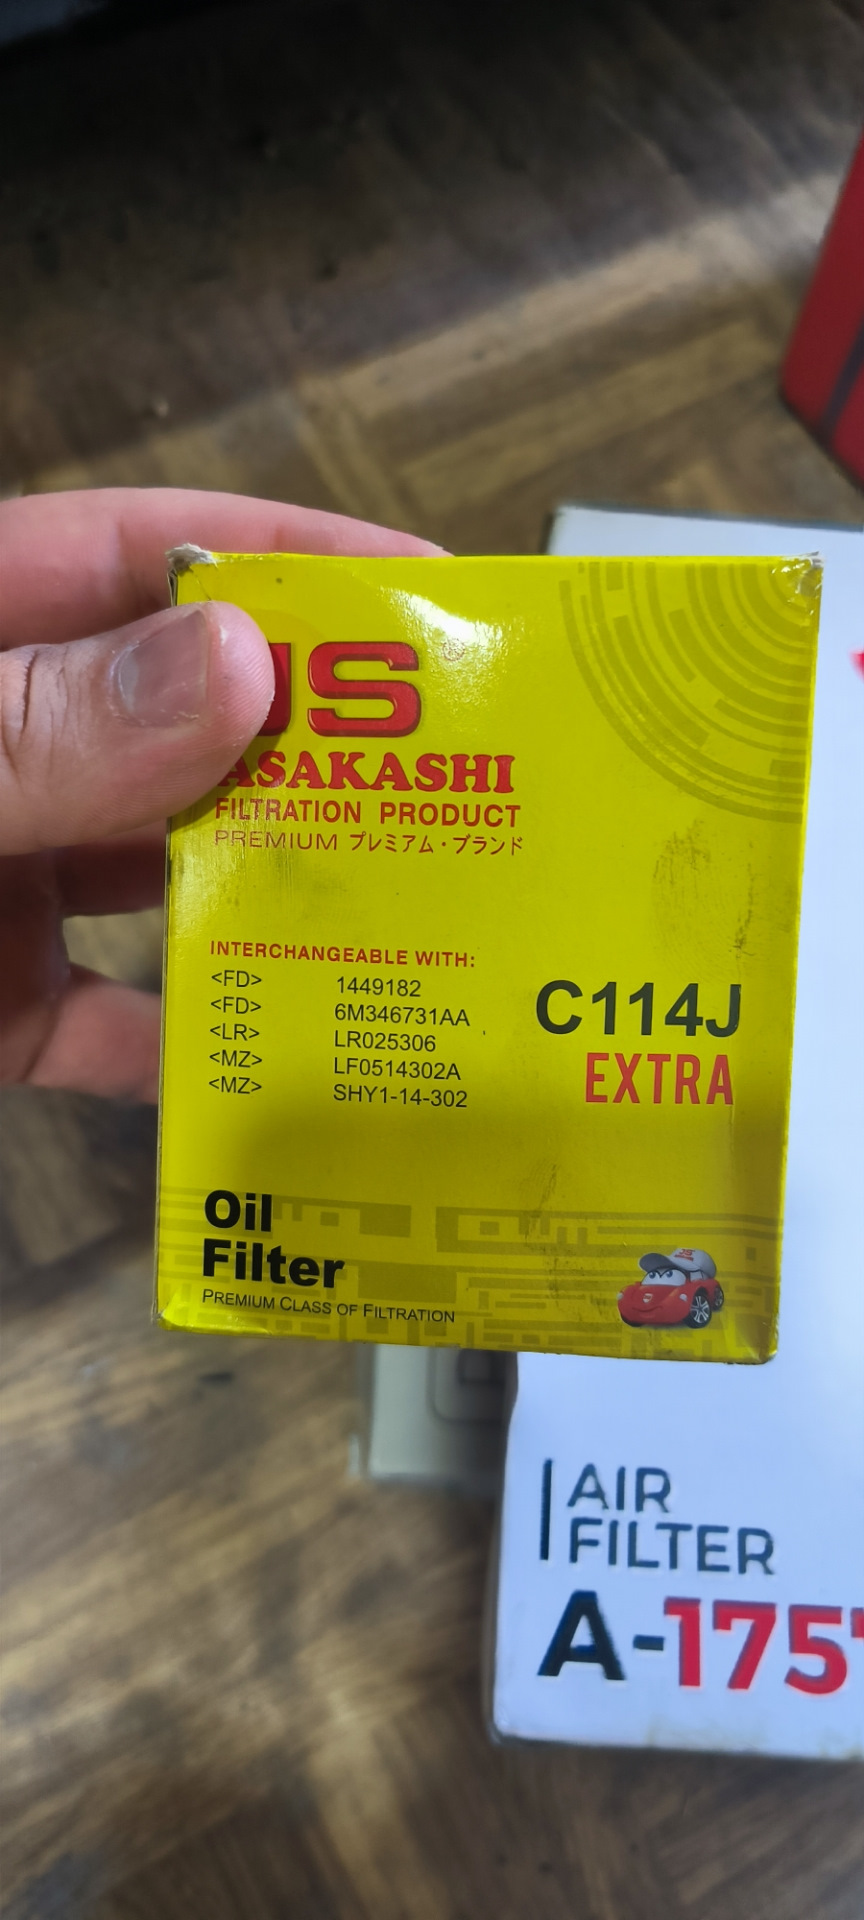 JS®
ASAKASHI
FILTRATION PRODUCT
PREMIUM プレミアム・ブランド
INTERCHANGEABLE WITH:
<FD> 1449182
<FD> 6M346731AA
<LR> LR025306
<MZ> LF0514302A
<MZ> SHY1-14-302
C114J
EXTRA
Oil
Filter
PREMIUM CLASS OF FILTRATION
AIR
FILTER
A-175